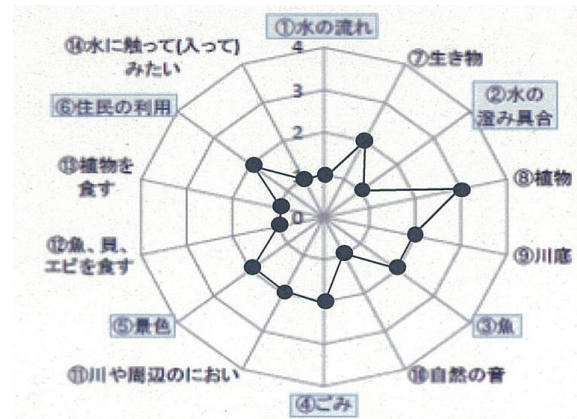 ①水の流れ
⑦生き物
②水の
澄み具合
⑧植物
⑨川底
③魚
⑩自然の音
④ごみ
⑪川や周辺のにおい
⑤景色
⑫魚、貝、
エビを食す
⑬植物を
食す
⑥住民の利用
⑭水に触って(入って)
みたい
4
3
2
0